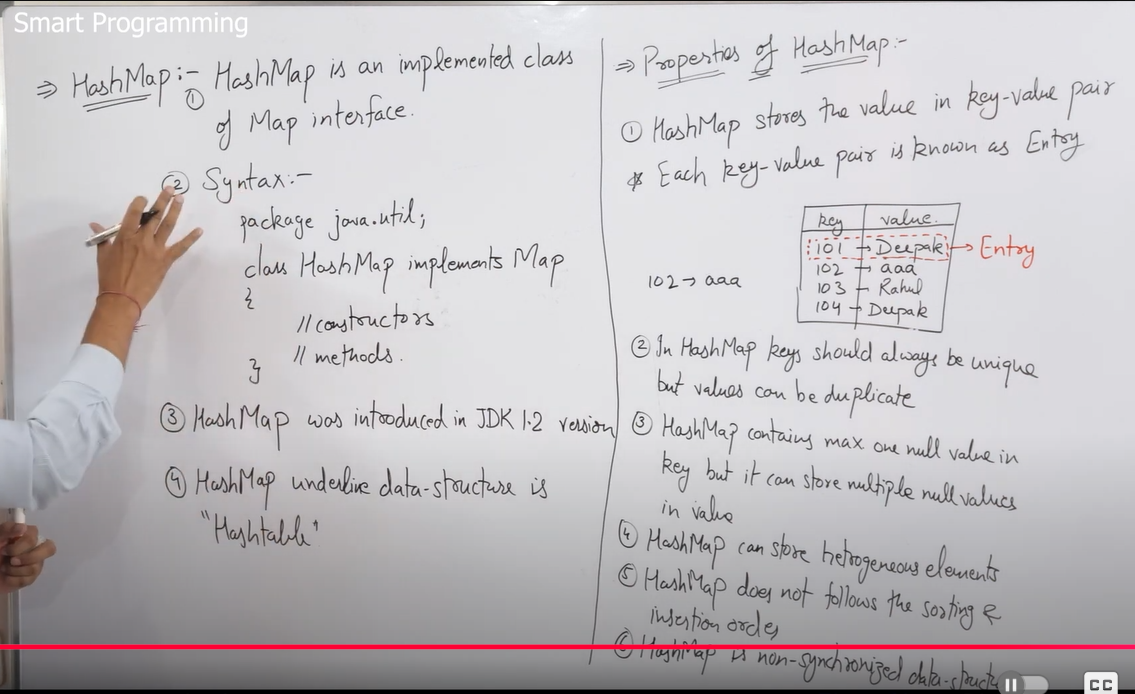 Smart Programming
⇒ HashMap :- ① HashMap is an implemented class
of Map interface.
② Syntax :-
package java.util;
class HashMap implements Map
{
// constructors
// methods.
}
③ HashMap was introduced in JDK 1.2 version
④ HashMap underline data-structure is
"Hashtable"
⇒ Properties of HashMap :-
① HashMap stores the value in key-value pair
* Each key-value pair is known as Entry
key value
101 → Deepak → Entry
102 → aaa
103 → Rahul
104 → Deepak
102 → aaa
② In HashMap keys should always be unique
but values can be duplicate
③ HashMap contains max one null value in
key but it can store multiple null values
in value
④ HashMap can store hetrogeneous elements
⑤ HashMap does not follows the sorting &
insertion order
⑥ HashMap is non-synchronized data-struct
CC